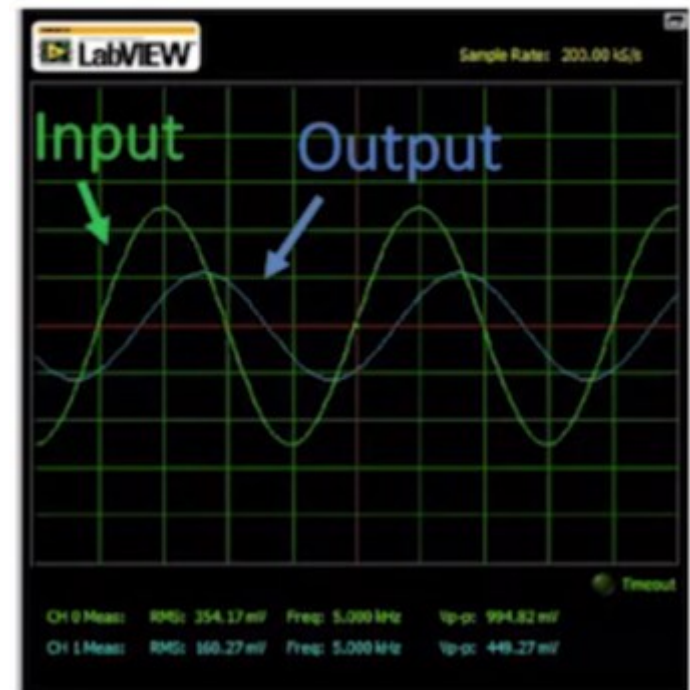 LabVIEW
Sample Rate: 200.00 kS/s
Input
Output
Timeout
CH 0 Meas: RMS: 354.17 mV Freq: 5.000 kHz Vp-p: 994.82 mV
CH 1 Meas: RMS: 160.27 mV Freq: 5.000 kHz Vp-p: 449.27 mV